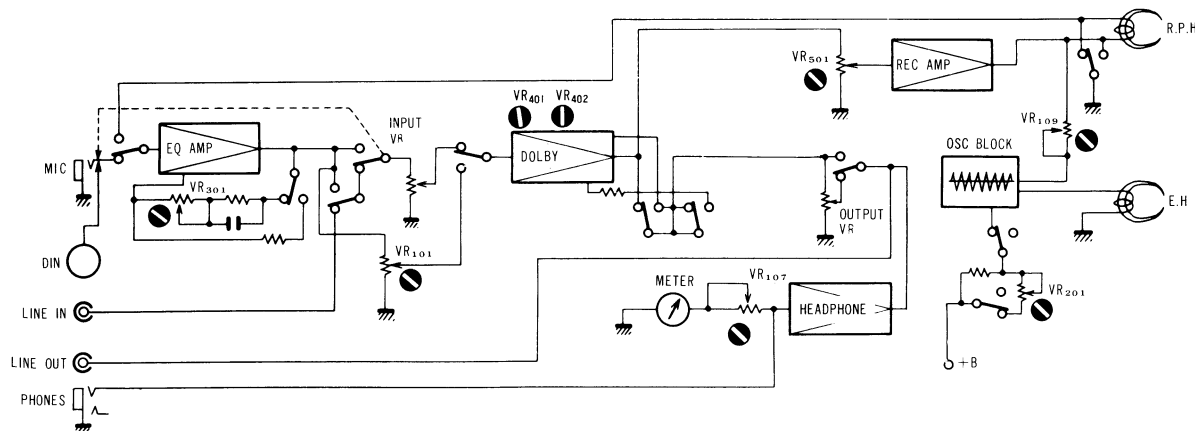 R.P.H
VR501
REC AMP
VR401
VR402
INPUT
VR
EQ AMP
DOLBY
VR109
OSC BLOCK
MIC
VR301
E.H
OUTPUT
VR
DIN
VR101
METER
VR107
VR201
LINE IN
HEADPHONE
LINE OUT
+B
PHONES